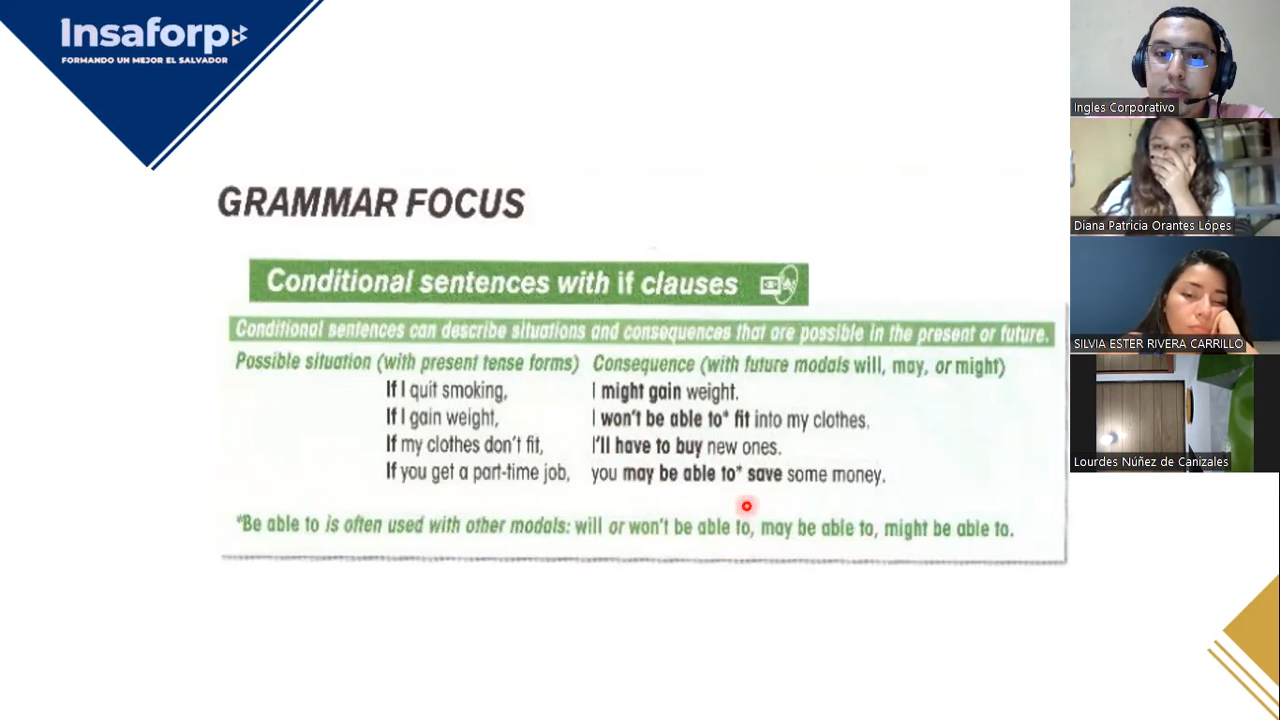 Insaforp
FORMANDO UN MEJOR EL SALVADOR
GRAMMAR FOCUS
Conditional sentences with if clauses
Conditional sentences can describe situations and consequences that are possible in the present or future.
Possible situation (with present tense forms) Consequence (with future modals will, may, or might)
If I quit smoking, I might gain weight.
If I gain weight, I won't be able to* fit into my clothes.
If my clothes don't fit, I'll have to buy new ones.
If you get a part-time job, you may be able to* save some money.
*Be able to is often used with other modals: will or won't be able to, may be able to, might be able to.
Ingles Corporativo
Diana Patricia Orantes Lópes
SILVIA ESTER RIVERA CARRILLO
Lourdes Núñez de Canizales